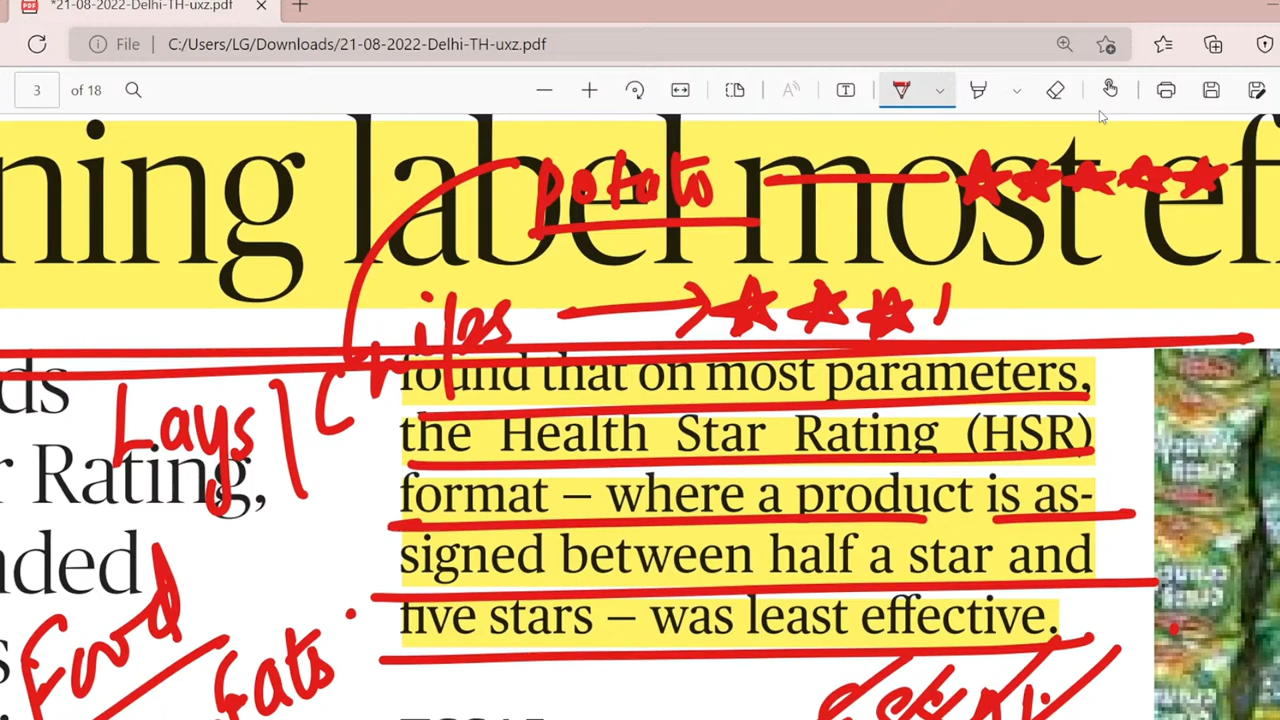 *21-08-2022-Delhi-TH-uxz.pdf
File C:/Users/LG/Downloads/21-08-2022-Delhi-TH-uxz.pdf
3 of 18
ning label most ef
potato
Lays
found that on most parameters,
the Health Star Rating (HSR)
format – where a product is as-
signed between half a star and
five stars – was least effective.
ds
r Rating,
nded
s
Food
Eats